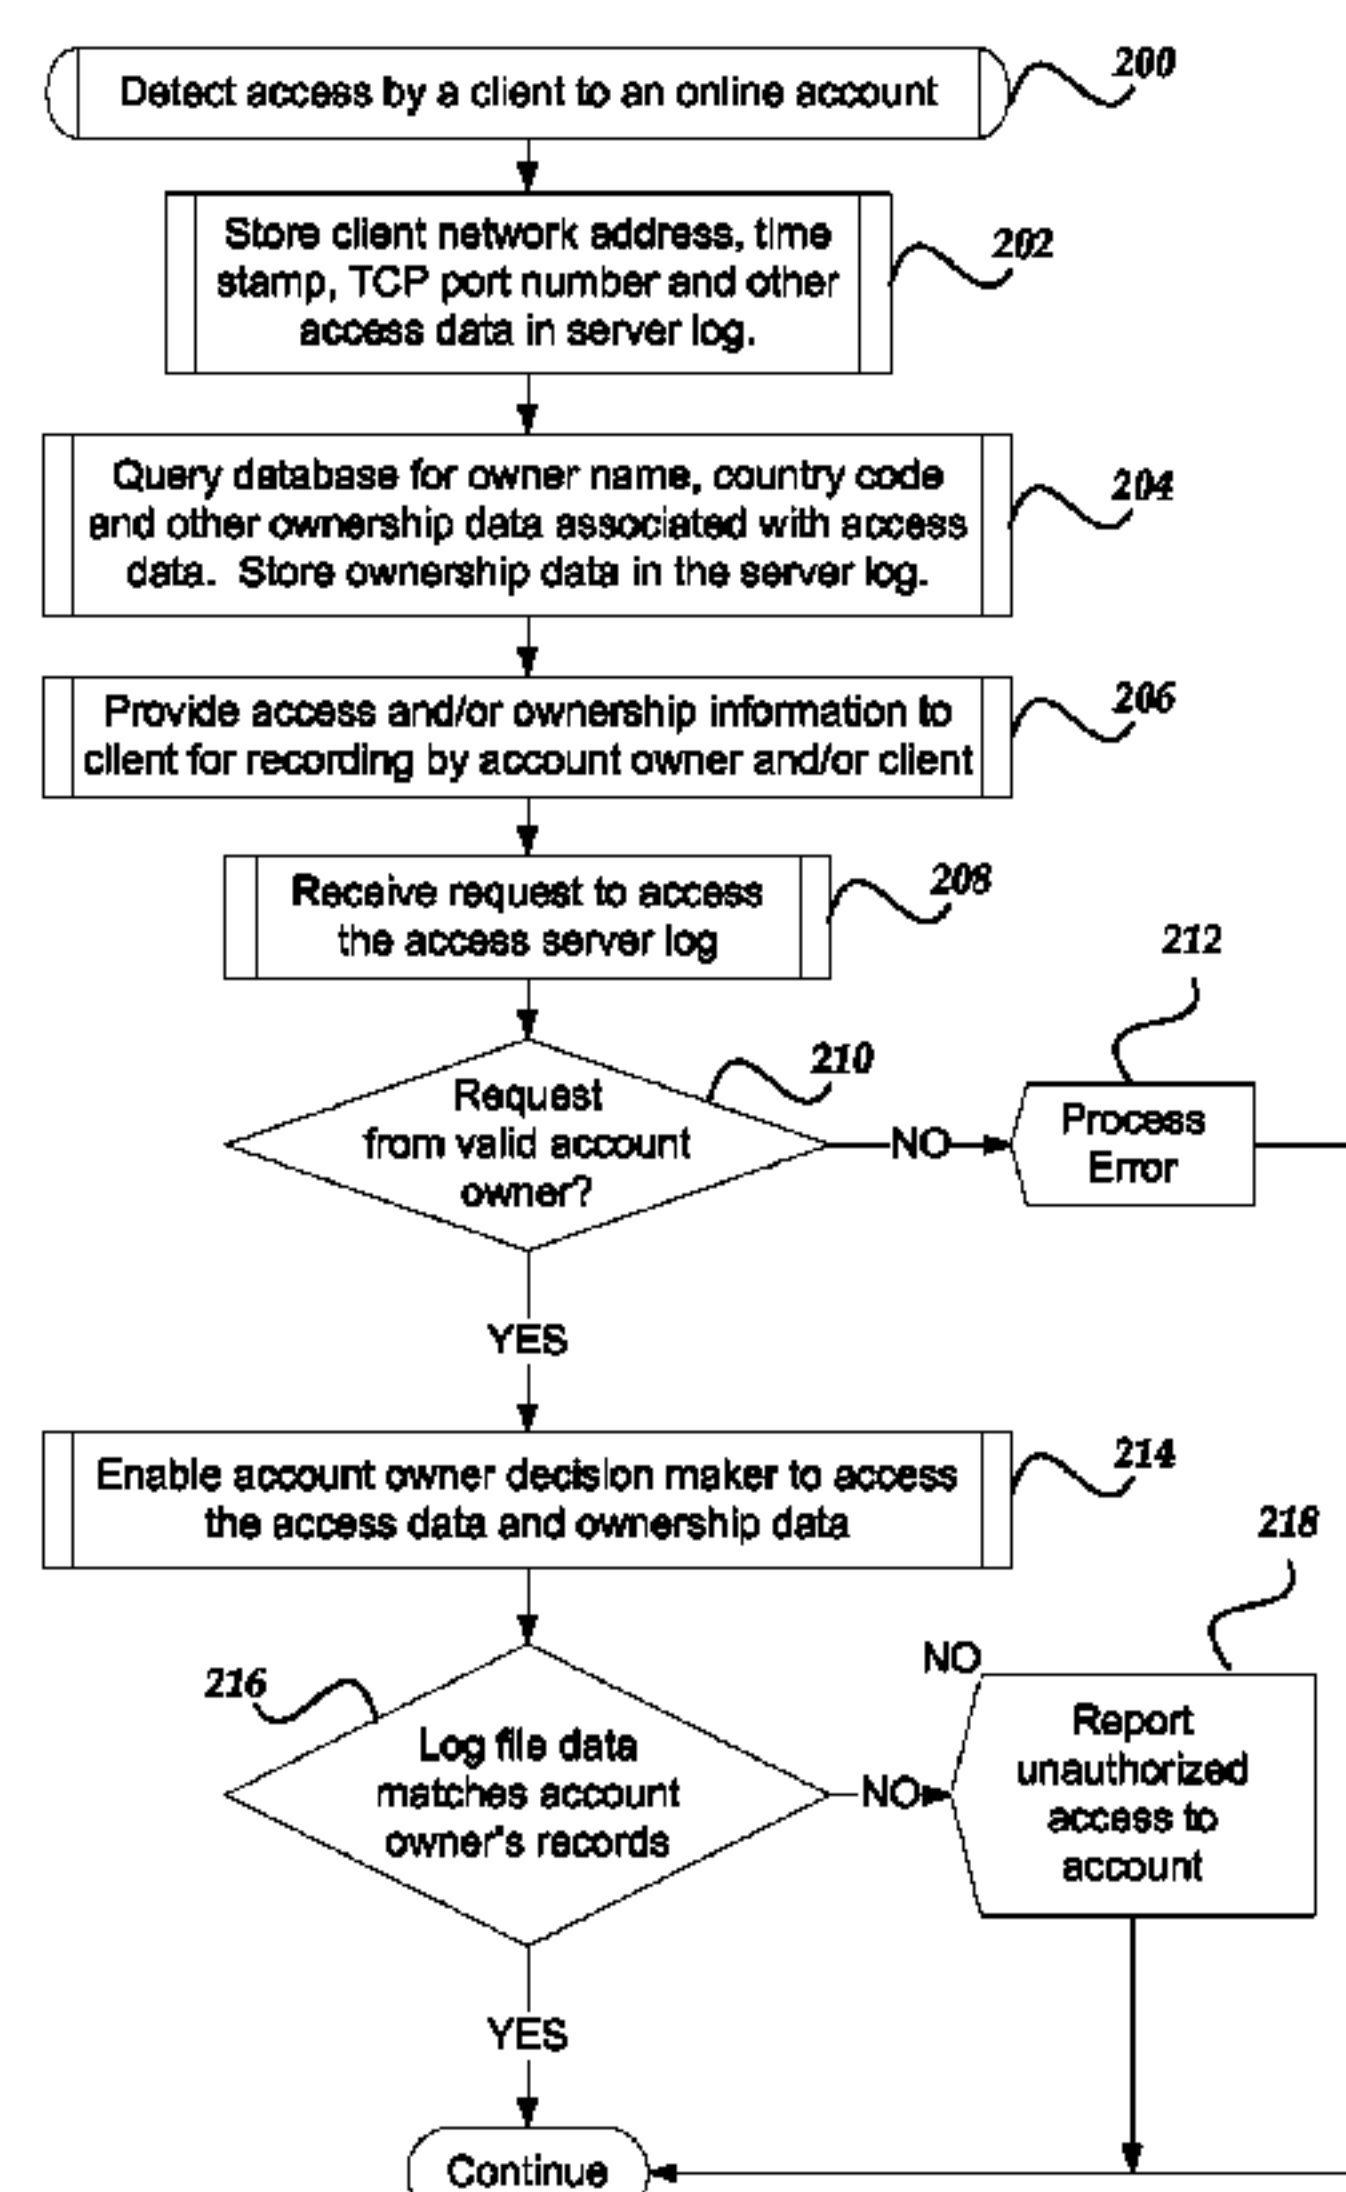 Detect access by a client to an online account
200
Store client network address, time
stamp, TCP port number and other
access data in server log.
202
Query database for owner name, country code
and other ownership data associated with access
data. Store ownership data in the server log.
204
Provide access and/or ownership information to
client for recording by account owner and/or client
206
Receive request to access
the access server log
208
Request
from valid account
owner?
210
NO
212
Process
Error
YES
Enable account owner decision maker to access
the access data and ownership data
214
216
Log file data
matches account
owner's records
NO
NO
218
Report
unauthorized
access to
account
YES
Continue